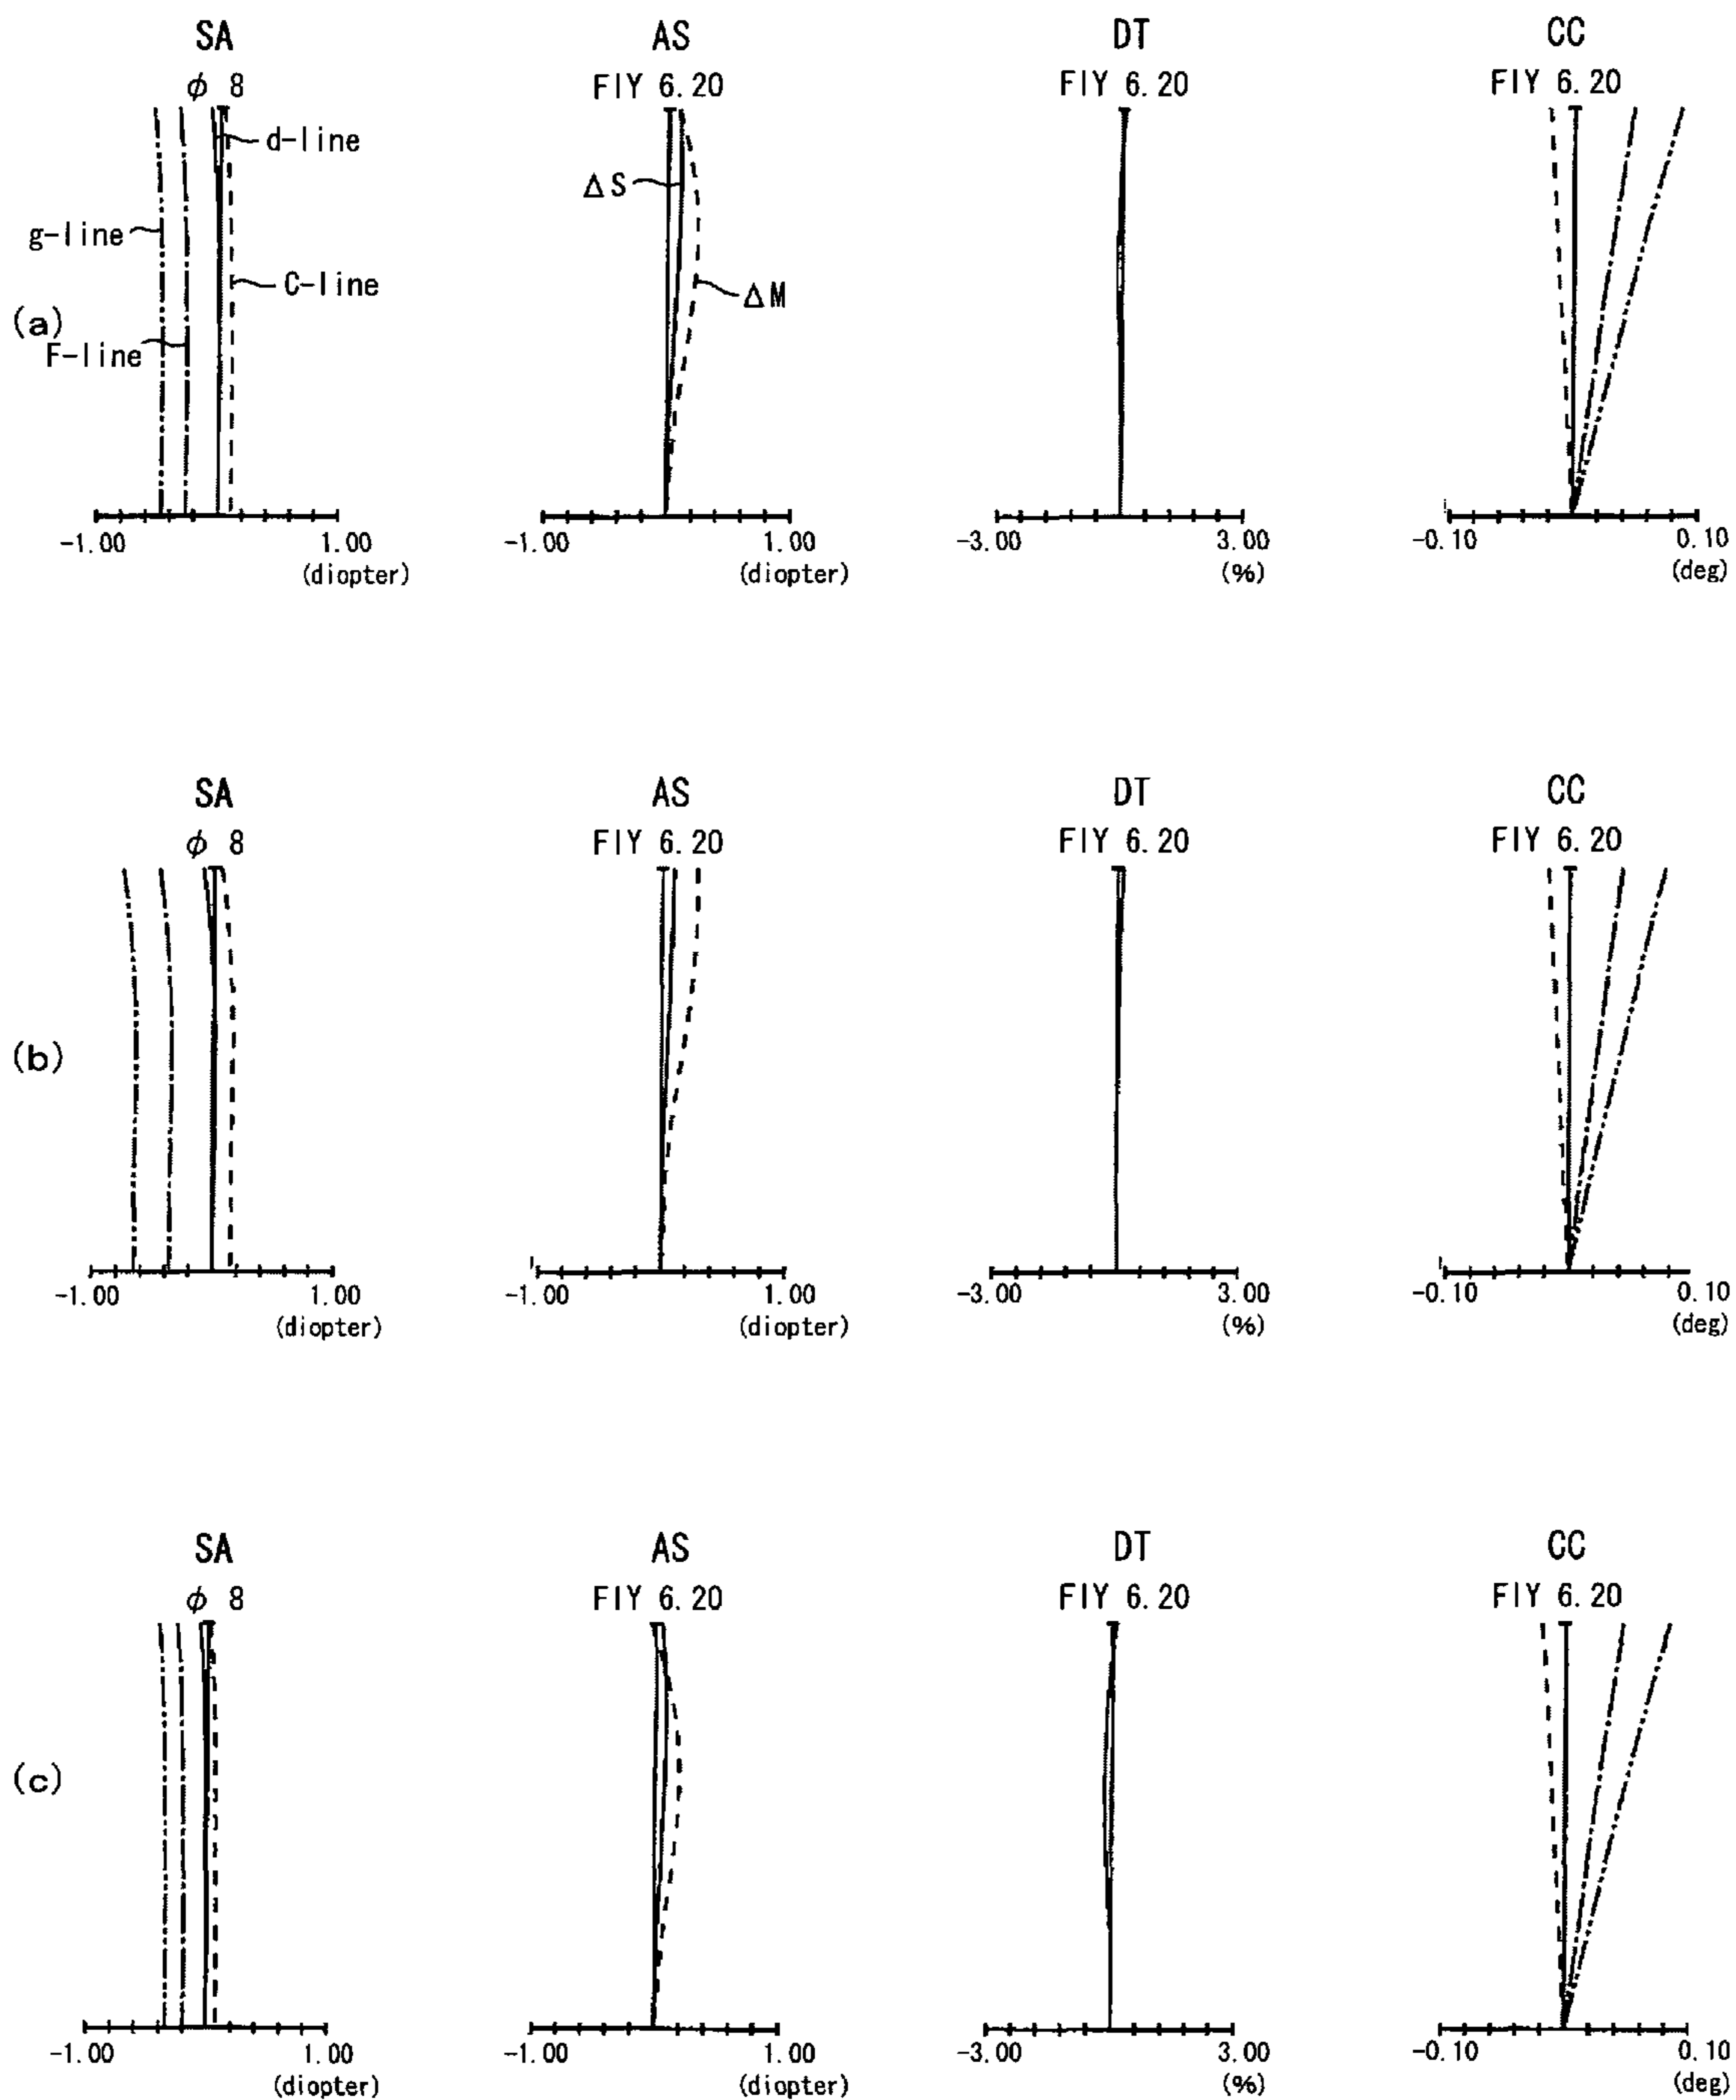 SA AS DT CC
φ 8 FIY 6.20 FIY 6.20 FIY 6.20
d-line
ΔS
g-line
C-line
ΔM
(a)
F-line
-1.00 1.00 -1.00 1.00 -3.00 3.00 -0.10 0.10
(diopter) (diopter) (%) (deg)
SA AS DT CC
φ 8 FIY 6.20 FIY 6.20 FIY 6.20
(b)
-1.00 1.00 -1.00 1.00 -3.00 3.00 -0.10 0.10
(diopter) (diopter) (%) (deg)
SA AS DT CC
φ 8 FIY 6.20 FIY 6.20 FIY 6.20
(c)
-1.00 1.00 -1.00 1.00 -3.00 3.00 -0.10 0.10
(diopter) (diopter) (%) (deg)